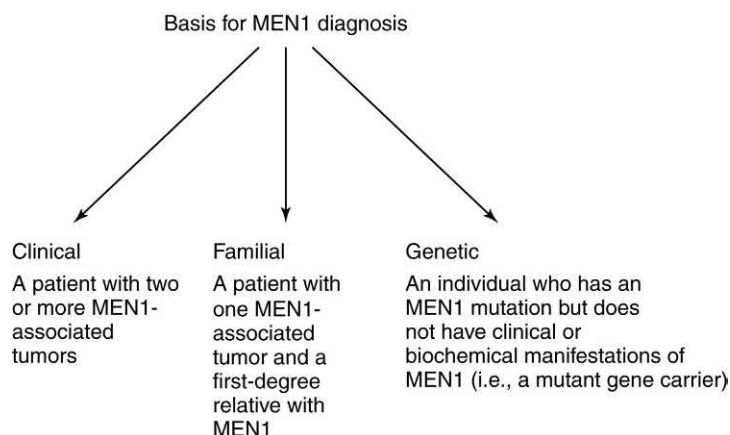 Basis for MEN1 diagnosis
Clinical
A patient with two
or more MEN1-
associated
tumors
Familial
A patient with
one MEN1-
associated
tumor and a
first-degree
relative with
MEN1
Genetic
An individual who has an
MEN1 mutation but does
not have clinical or
biochemical manifestations of
MEN1 (i.e., a mutant gene carrier)